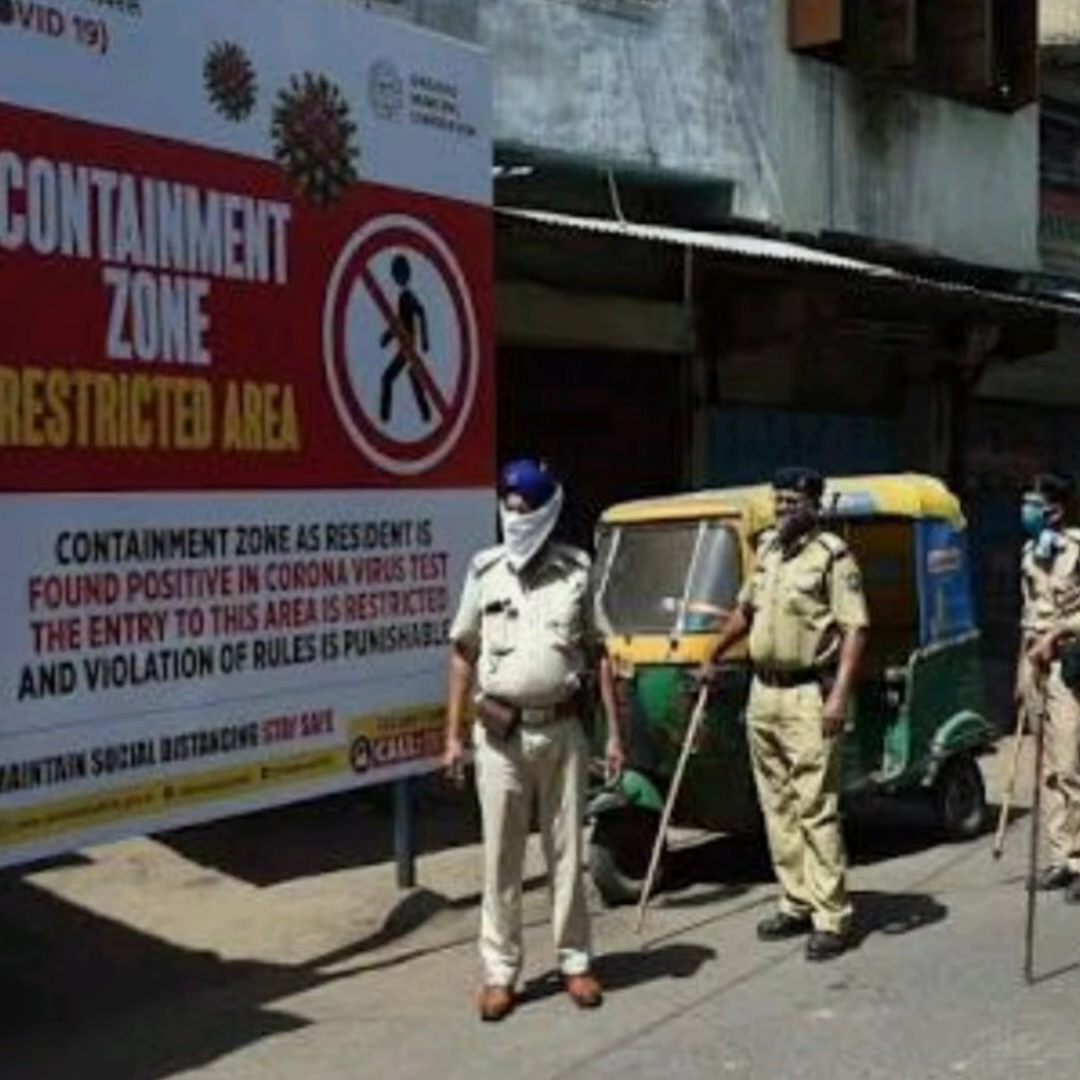 OVID 19)
CONTAINMENT
ZONE
RESTRICTED AREA
CONTAINMENT ZONE AS RESIDENT IS
FOUND POSITIVE IN CORONA VIRUS TEST
THE ENTRY TO THIS AREA IS RESTRICTED
AND VIOLATION OF RULES IS PUNISHABLE
MAINTAIN SOCIAL DISTANCING STAY SAFE